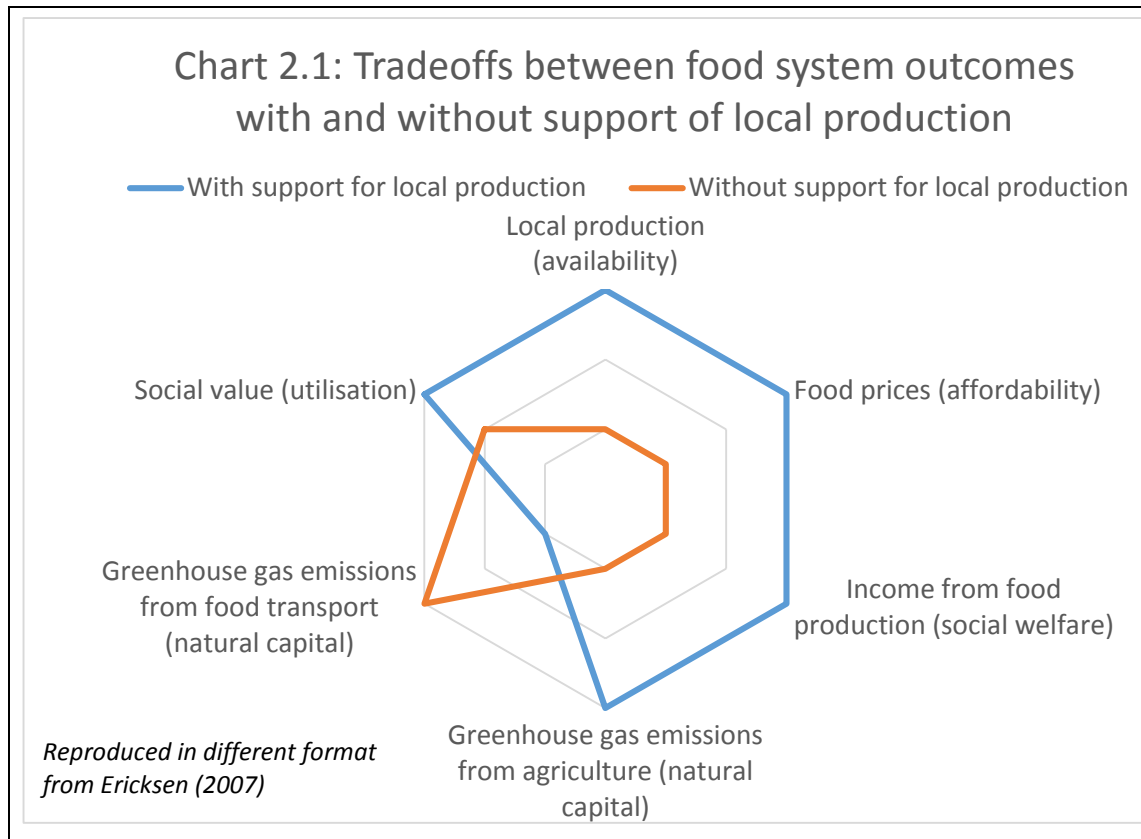 Chart 2.1: Tradeoffs between food system outcomes
with and without support of local production
With support for local production
Without support for local production
Local production
(availability)
Social value (utilisation)
Food prices (affordability)
Greenhouse gas emissions
from food transport
(natural capital)
Income from food
production (social welfare)
Greenhouse gas emissions
from agriculture (natural
capital)
Reproduced in different format
from Ericksen (2007)